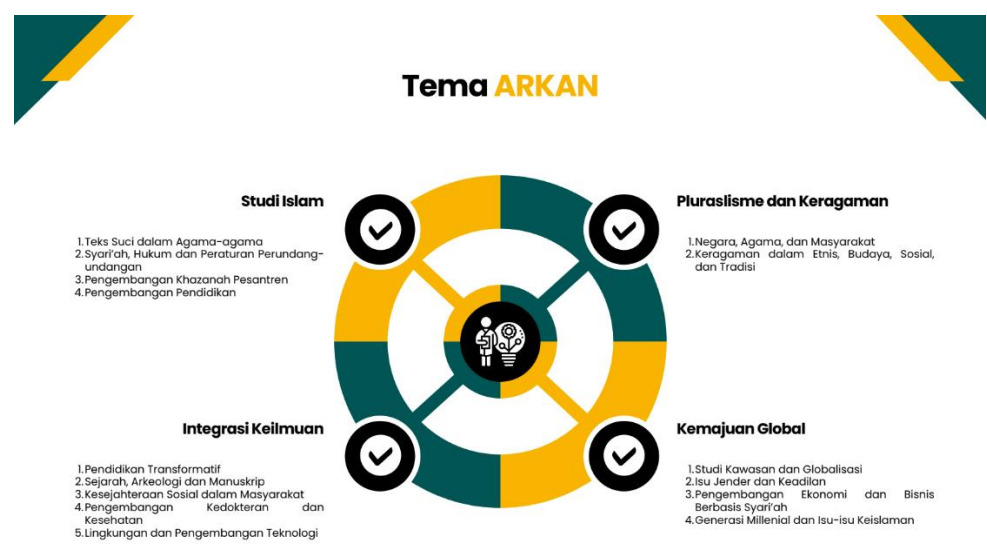 Tema ARKAN
Studi Islam
1.Teks Suci dalam Agama-agama
2.Syari'ah, Hukum dan Peraturan Perundang-
undangan
3.Pengembangan Khazanah Pesantren
4.Pengembangan Pendidikan
Pluraslisme dan Keragaman
1.Negara, Agama, dan Masyarakat
2.Keragaman dalam Etnis, Budaya, Sosial,
dan Tradisi
Integrasi Keilmuan
1.Pendidikan Transformatif
2.Sejarah, Arkeologi dan Manuskrip
3.Kesejahteraan Sosial dalam Masyarakat
4.Pengembangan Kedokteran dan
Kesehatan
5.Lingkungan dan Pengembangan Teknologi
Kemajuan Global
1.Studi Kawasan dan Globalisasi
2.Isu Jender dan Keadilan
3.Pengembangan Ekonomi dan Bisnis
Berbasis Syari'ah
4.Generasi Millenial dan Isu-isu Keislaman